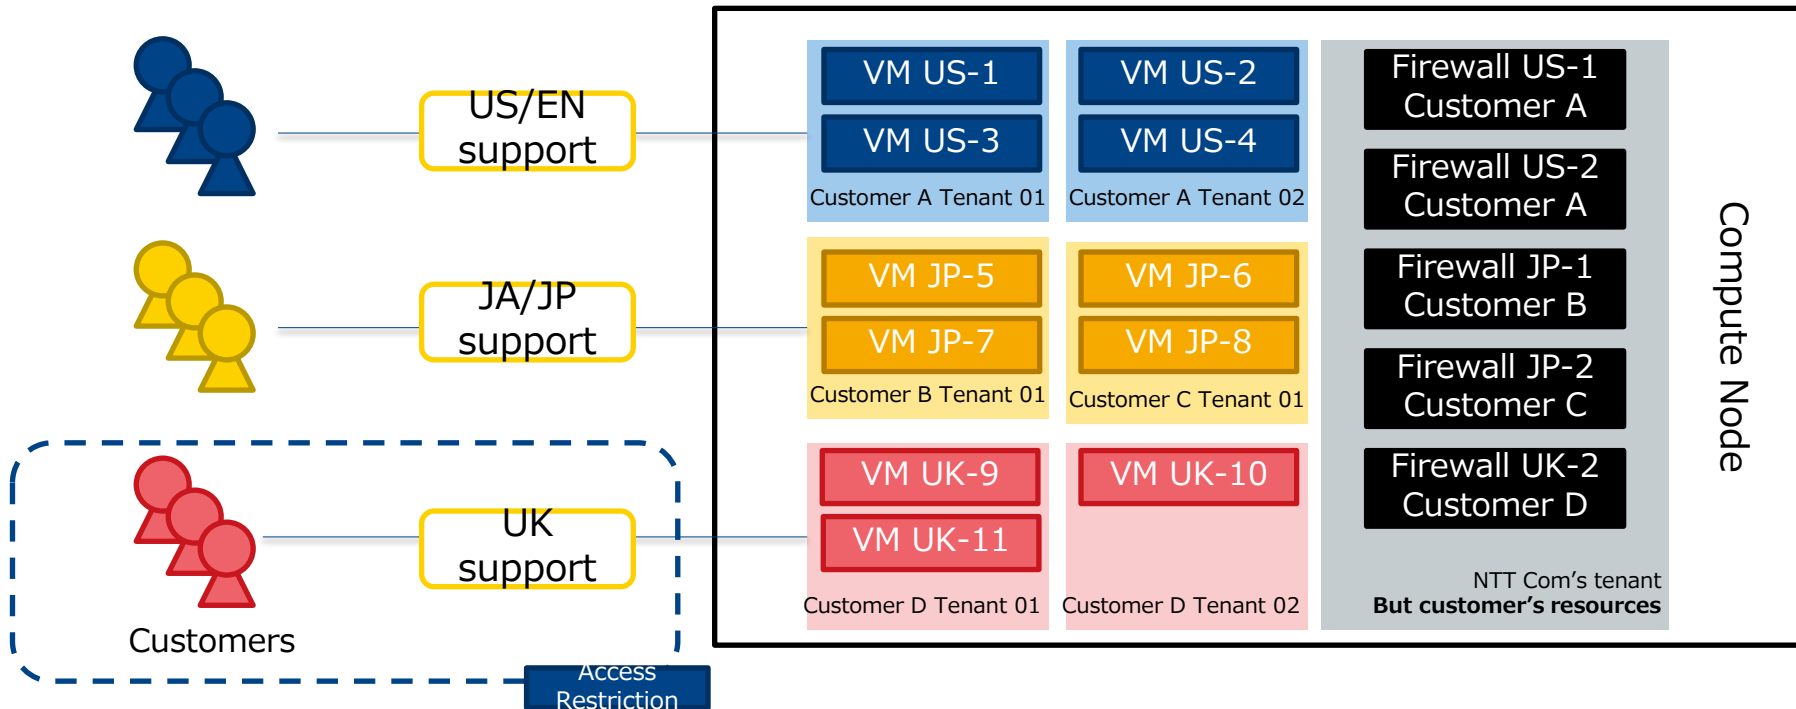 US/EN
support
JA/JP
support
UK
support
Customers
Access
Restriction
VM US-1
VM US-3
Customer A Tenant 01
VM US-2
VM US-4
Customer A Tenant 02
VM JP-5
VM JP-7
Customer B Tenant 01
VM JP-6
VM JP-8
Customer C Tenant 01
VM UK-9
VM UK-11
Customer D Tenant 01
VM UK-10
Customer D Tenant 02
Firewall US-1
Customer A
Firewall US-2
Customer A
Firewall JP-1
Customer B
Firewall JP-2
Customer C
Firewall UK-2
Customer D
NTT Com’s tenant
But customer’s resources
Compute Node